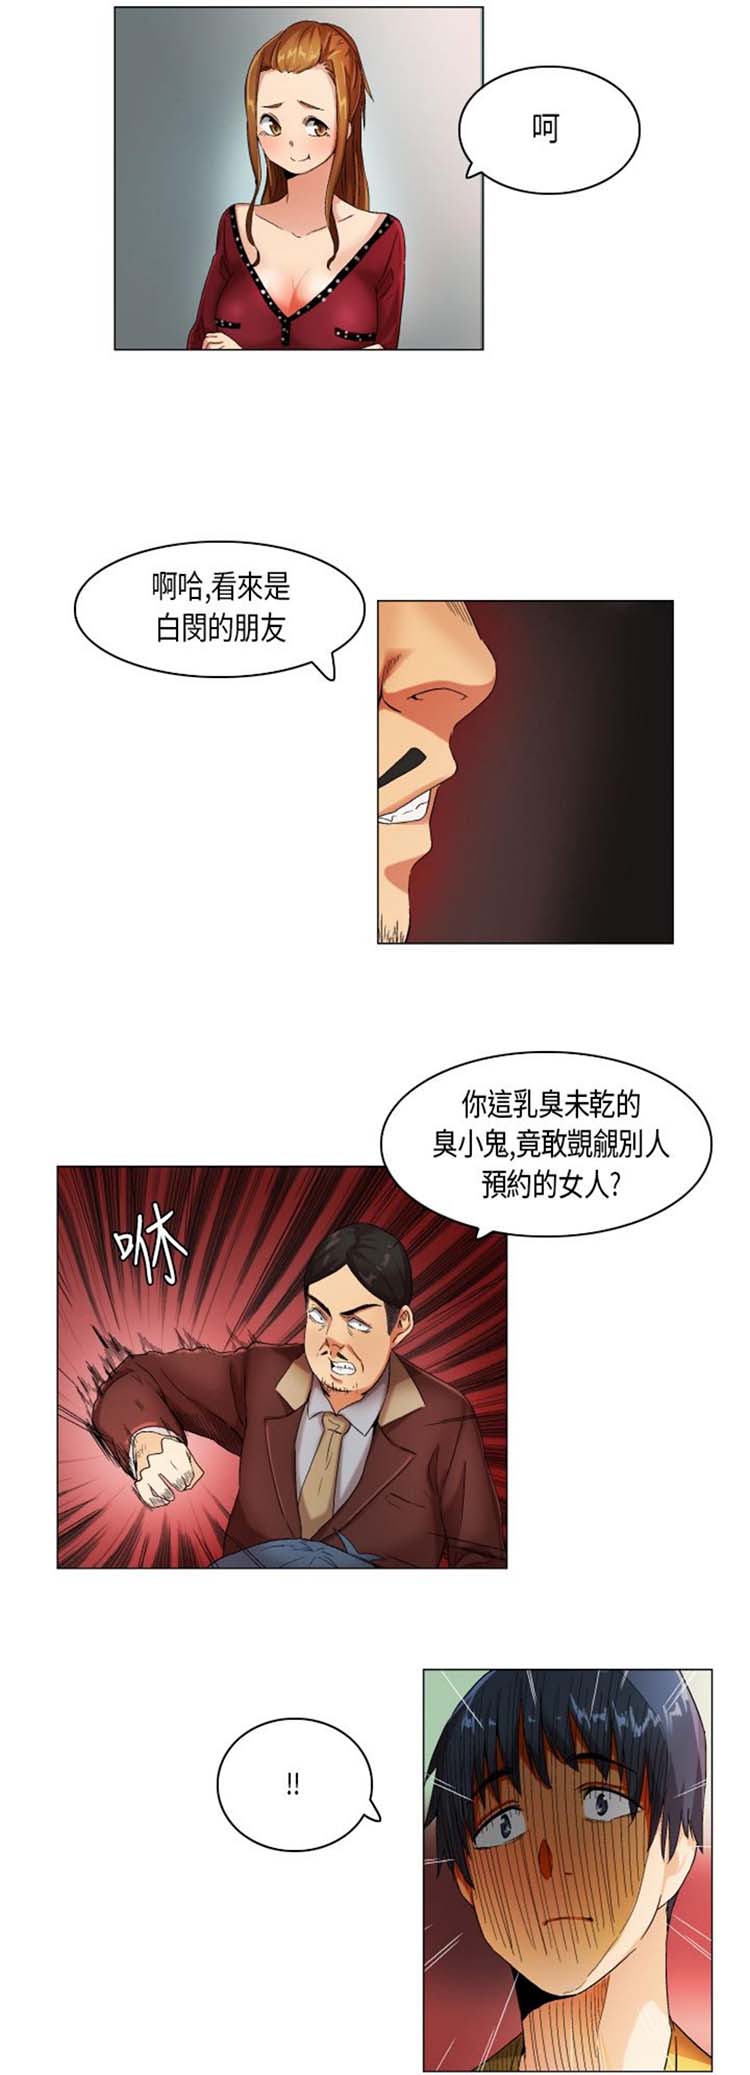 呵
啊哈,看來是
白閔的朋友
你這乳臭未乾的
臭小鬼,竟敢覬覦別人
預約的女人?
咻
!!